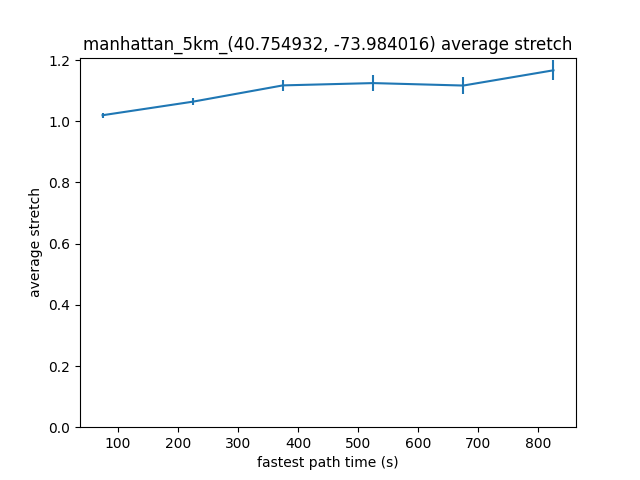 manhattan_5km_(40.754932, -73.984016) average stretch
1.2
1.0
0.8
0.6
0.4
0.2
0.0
average stretch
100 200 300 400 500 600 700 800
fastest path time (s)